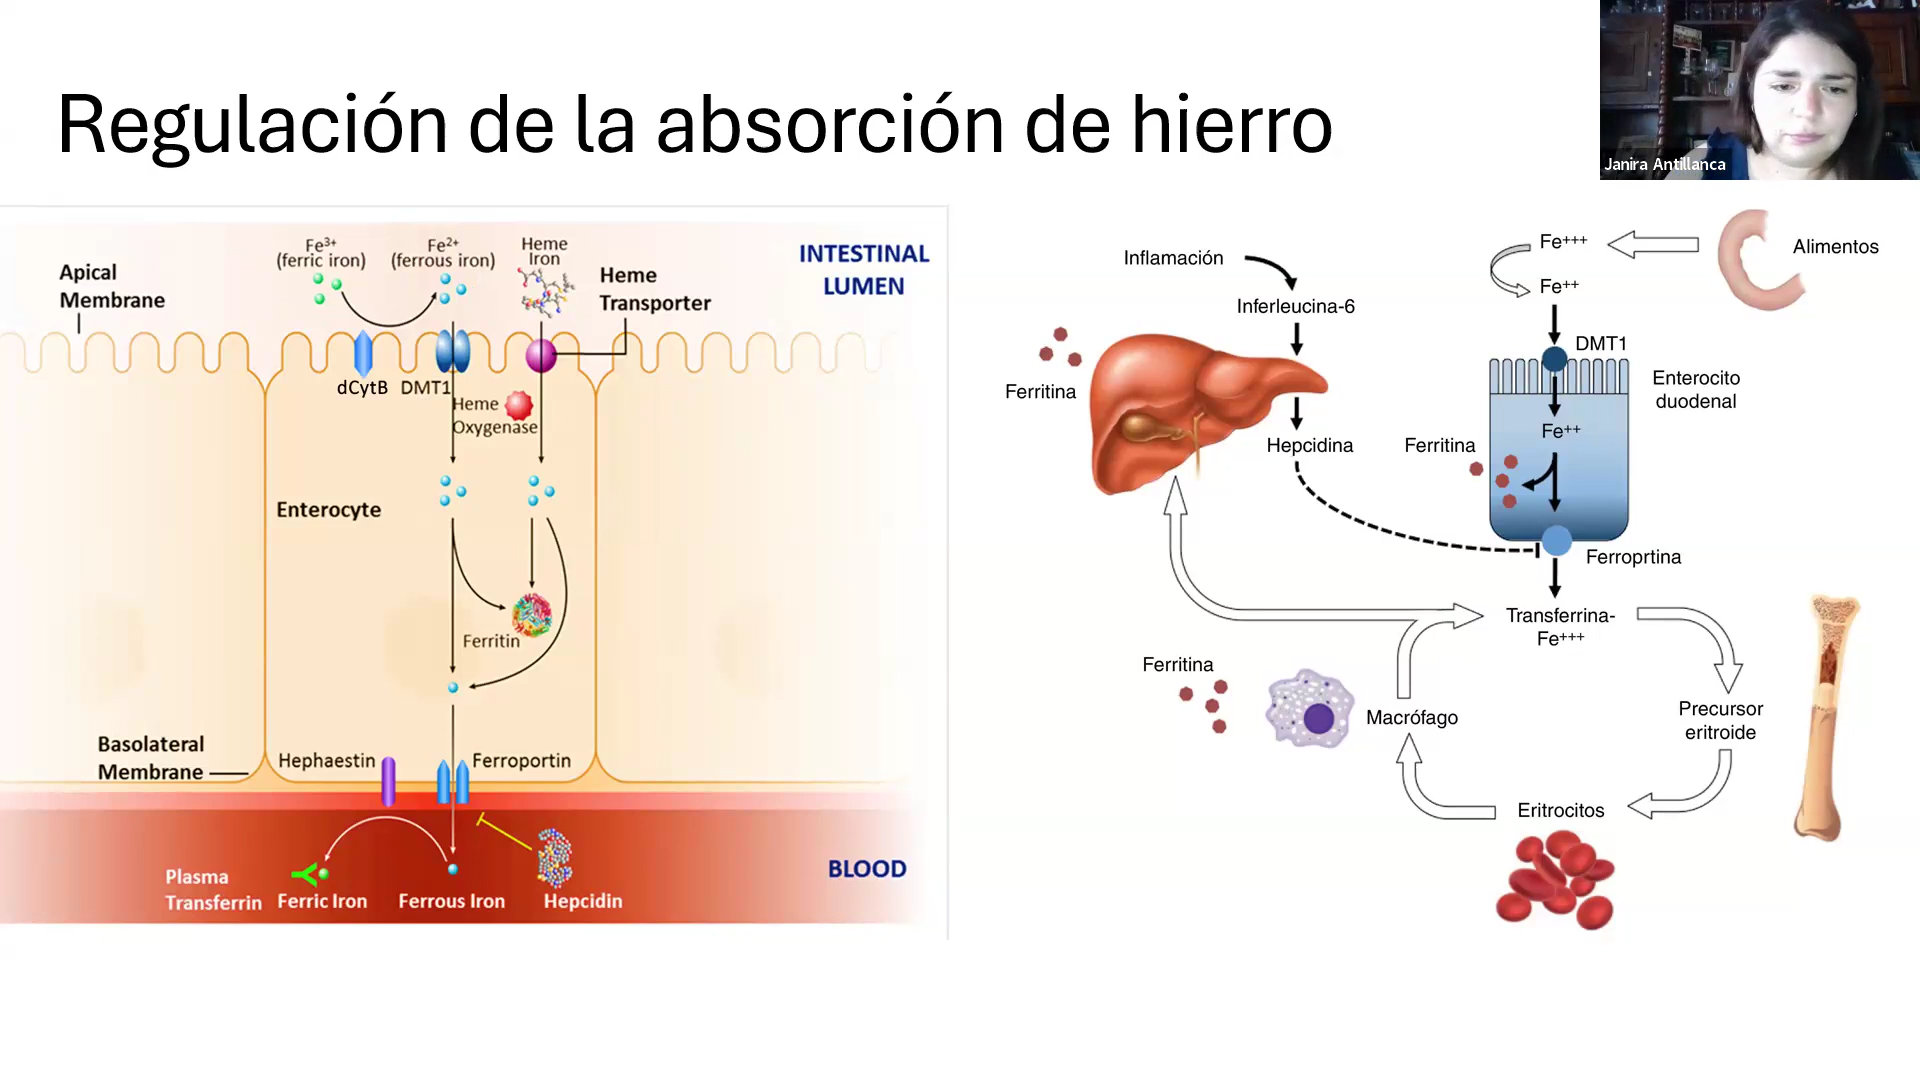 Regulación de la absorción de hierro
Janira Antillanca
Fe3+
(ferric iron)
Fe2+
(ferrous iron)
Heme
Iron
Heme
Transporter
INTESTINAL
LUMEN
Apical
Membrane
dCytB
DMT1
Heme
Oxygenase
Enterocyte
Ferritin
Basolateral
Membrane
Hephaestin
Ferroportin
Plasma
Transferrin
Ferric Iron
Ferrous Iron
Hepcidin
BLOOD
Inflamación
Inferleucina-6
Ferritina
Hepcidina
Fe+++
Alimentos
Fe++
DMT1
Enterocito
duodenal
Fe++
Ferritina
Ferroprtina
Transferrina-
Fe+++
Ferritina
Macrófago
Precursor
eritroide
Eritrocitos